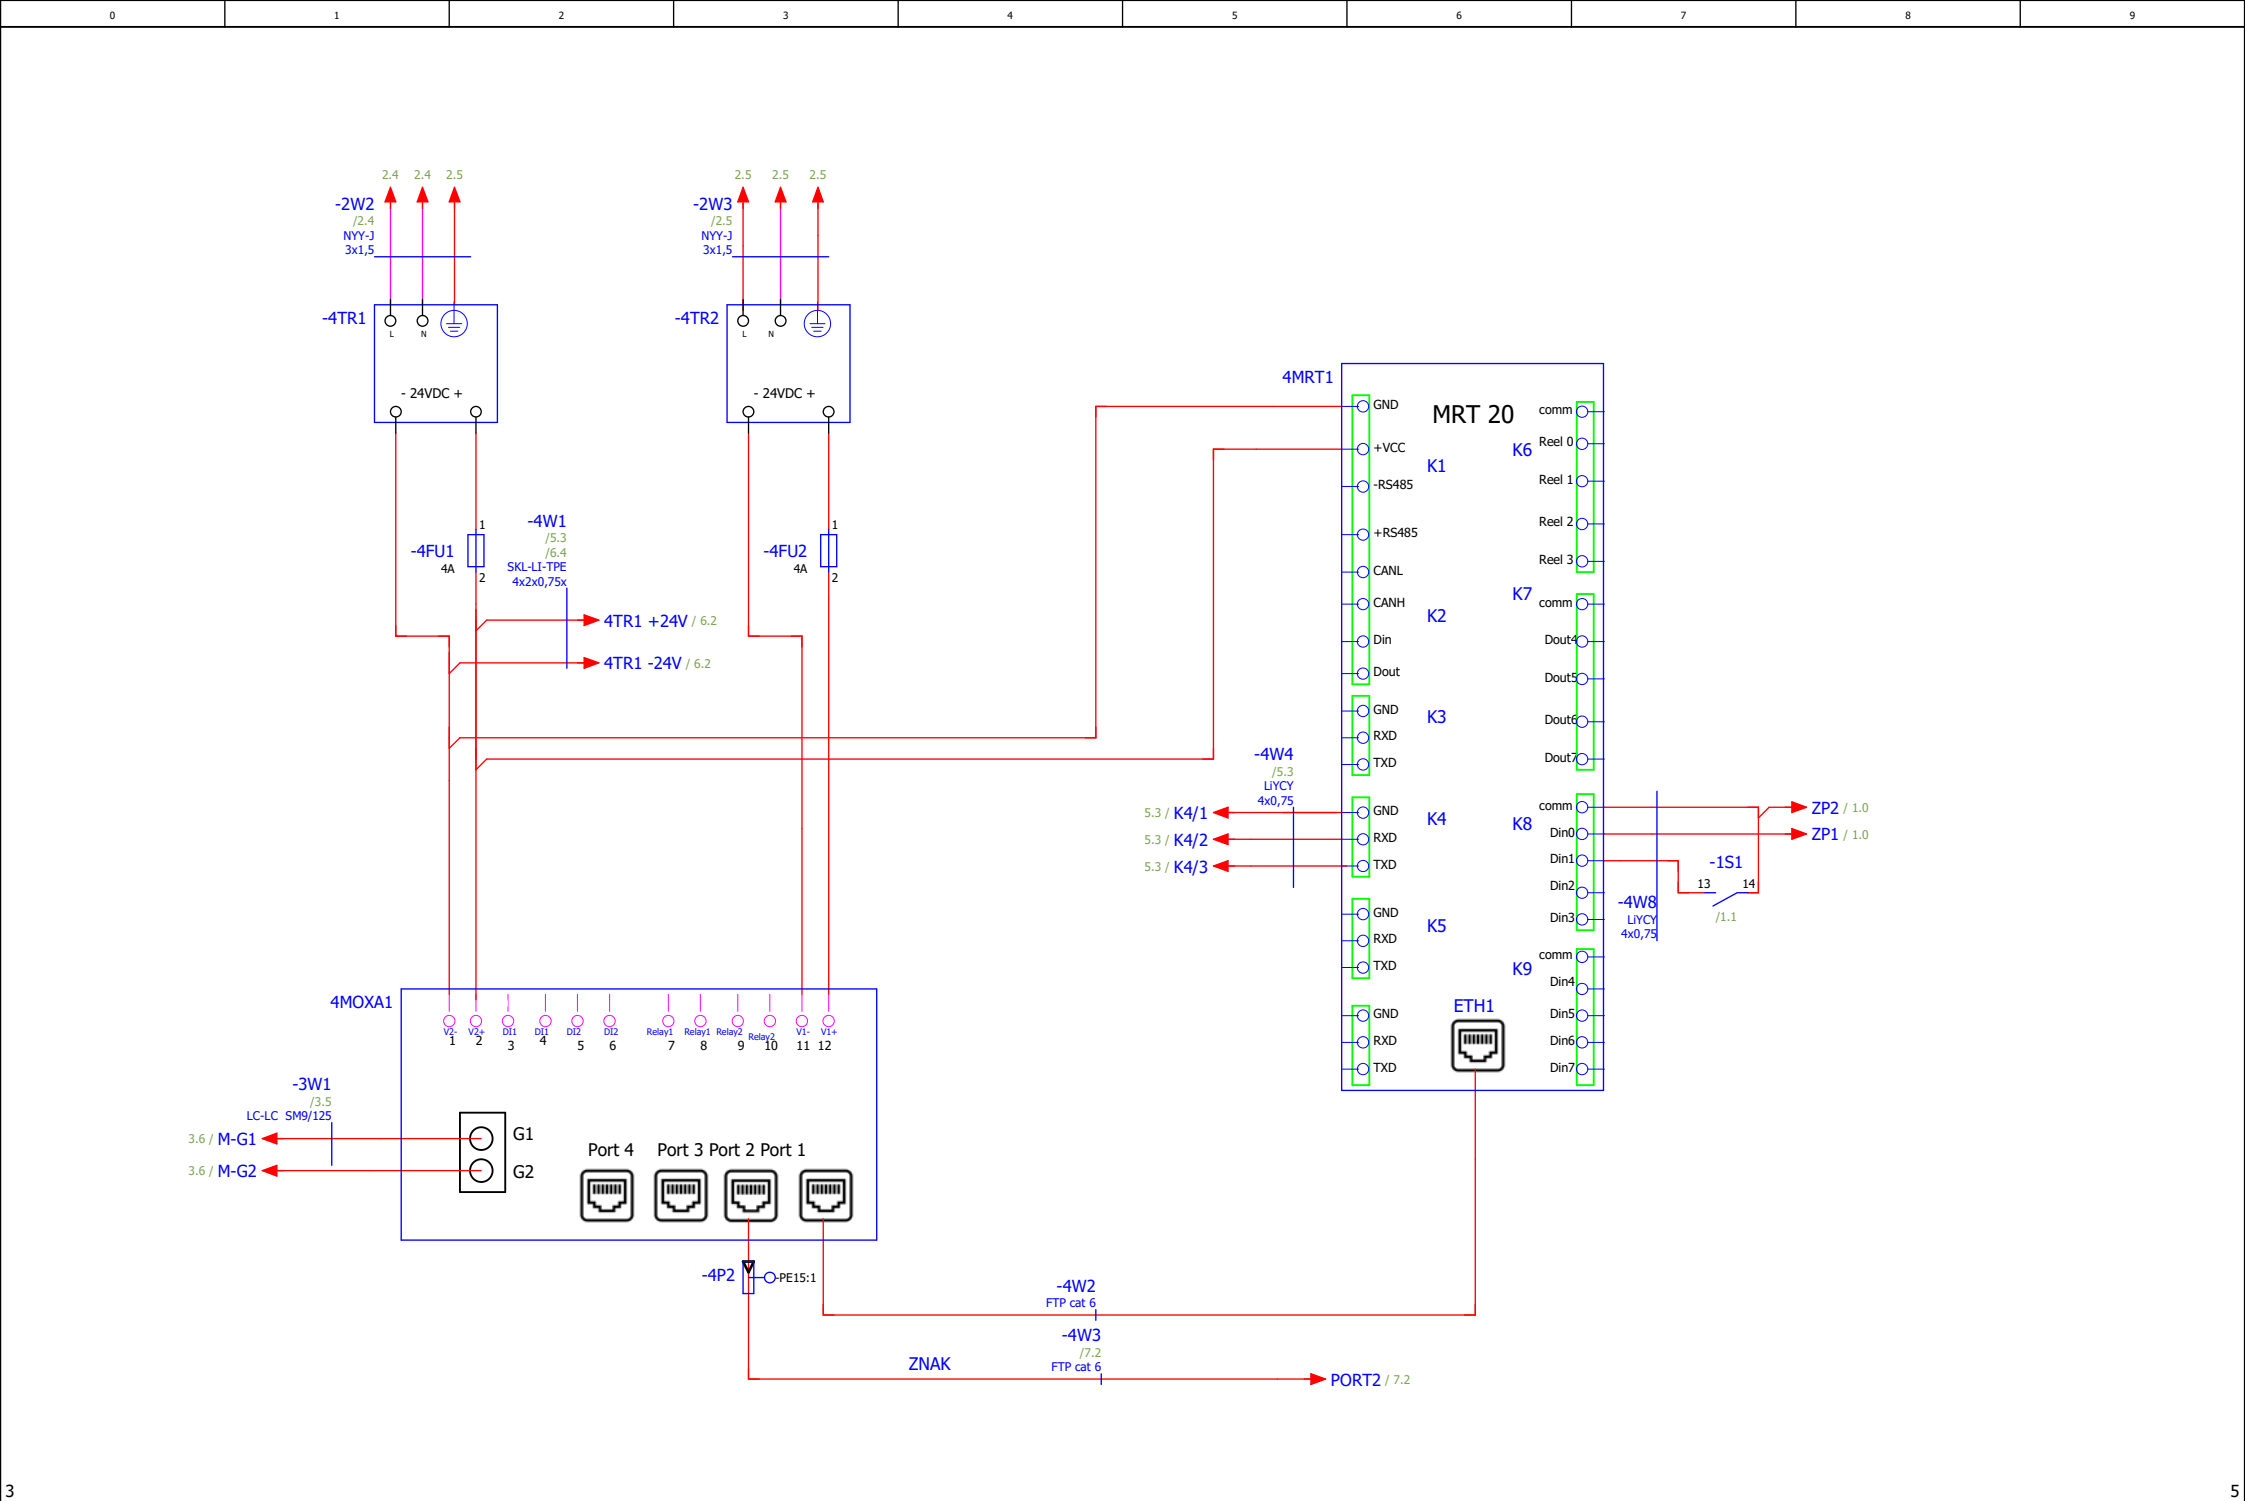 0 1 2 3 4 5 6 7 8 9
2.4 2.4 2.5
-2W2
/2.4
NYY-J
3x1,5
2.5 2.5 2.5
-2W3
/2.5
NYY-J
3x1,5
-4TR1
L N
- 24VDC +
-4TR2
L N
- 24VDC +
-4FU1
4A
1
2
-4W1
/5.3
/6.4
SKL-LI-TPE
4x2x0,75x
-4FU2
4A
1
2
4TR1 +24V / 6.2
4TR1 -24V / 6.2
4MRT1
MRT 20
GND
+VCC
K1
-RS485
+RS485
CANL
CANH
K2
Din
Dout
GND
K3
RXD
TXD
GND
K4
RXD
TXD
GND
K5
RXD
TXD
GND
RXD
TXD
comm
K6
Reel 0
Reel 1
Reel 2
Reel 3
K7
comm
Dout4
Dout5
Dout6
Dout7
comm
K8
Din0
Din1
Din2
Din3
comm
K9
Din4
Din5
Din6
Din7
ETH1
-4W4
/5.3
LiYCY
4x0,75
5.3 / K4/1
5.3 / K4/2
5.3 / K4/3
ZP2 / 1.0
ZP1 / 1.0
-1S1
13 14
/1.1
-4W8
LiYCY
4x0,75
4MOXA1
V2- V2+ DI1 DI1 DI2 DI2 Relay1 Relay1 Relay2 Relay2 V1- V1+
1 2 3 4 5 6 7 8 9 10 11 12
-3W1
/3.5
LC-LC SM9/125
3.6 / M-G1
3.6 / M-G2
G1
G2
Port 4 Port 3 Port 2 Port 1
-4P2
-PE15:1
-4W2
FTP cat 6
-4W3
/7.2
FTP cat 6
ZNAK
PORT2 / 7.2
3
5